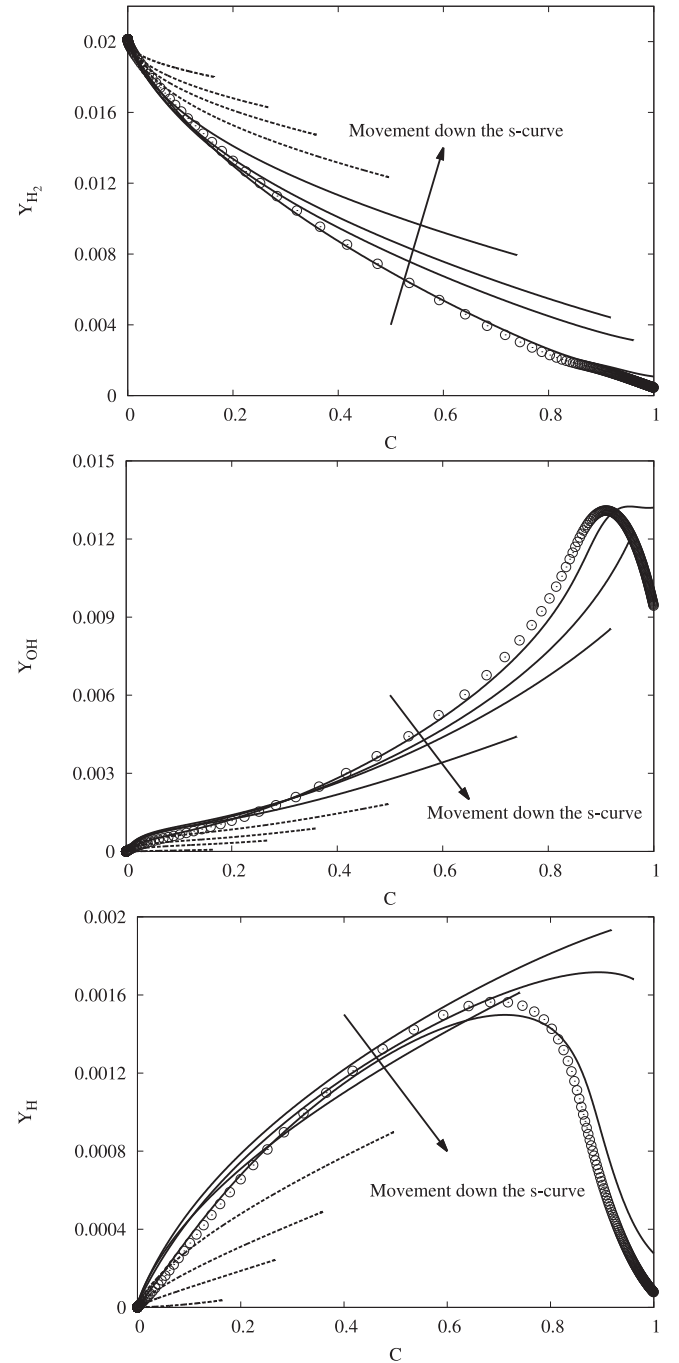 0.02
0.016
0.012
0.008
0.004
0
Y_H2
Movement down the s-curve
0 0.2 0.4 0.6 0.8 1
C
0.015
0.012
0.009
0.006
0.003
0
Y_OH
Movement down the s-curve
0 0.2 0.4 0.6 0.8 1
C
0.002
0.0016
0.0012
0.0008
0.0004
0
Y_H
Movement down the s-curve
0 0.2 0.4 0.6 0.8 1
C